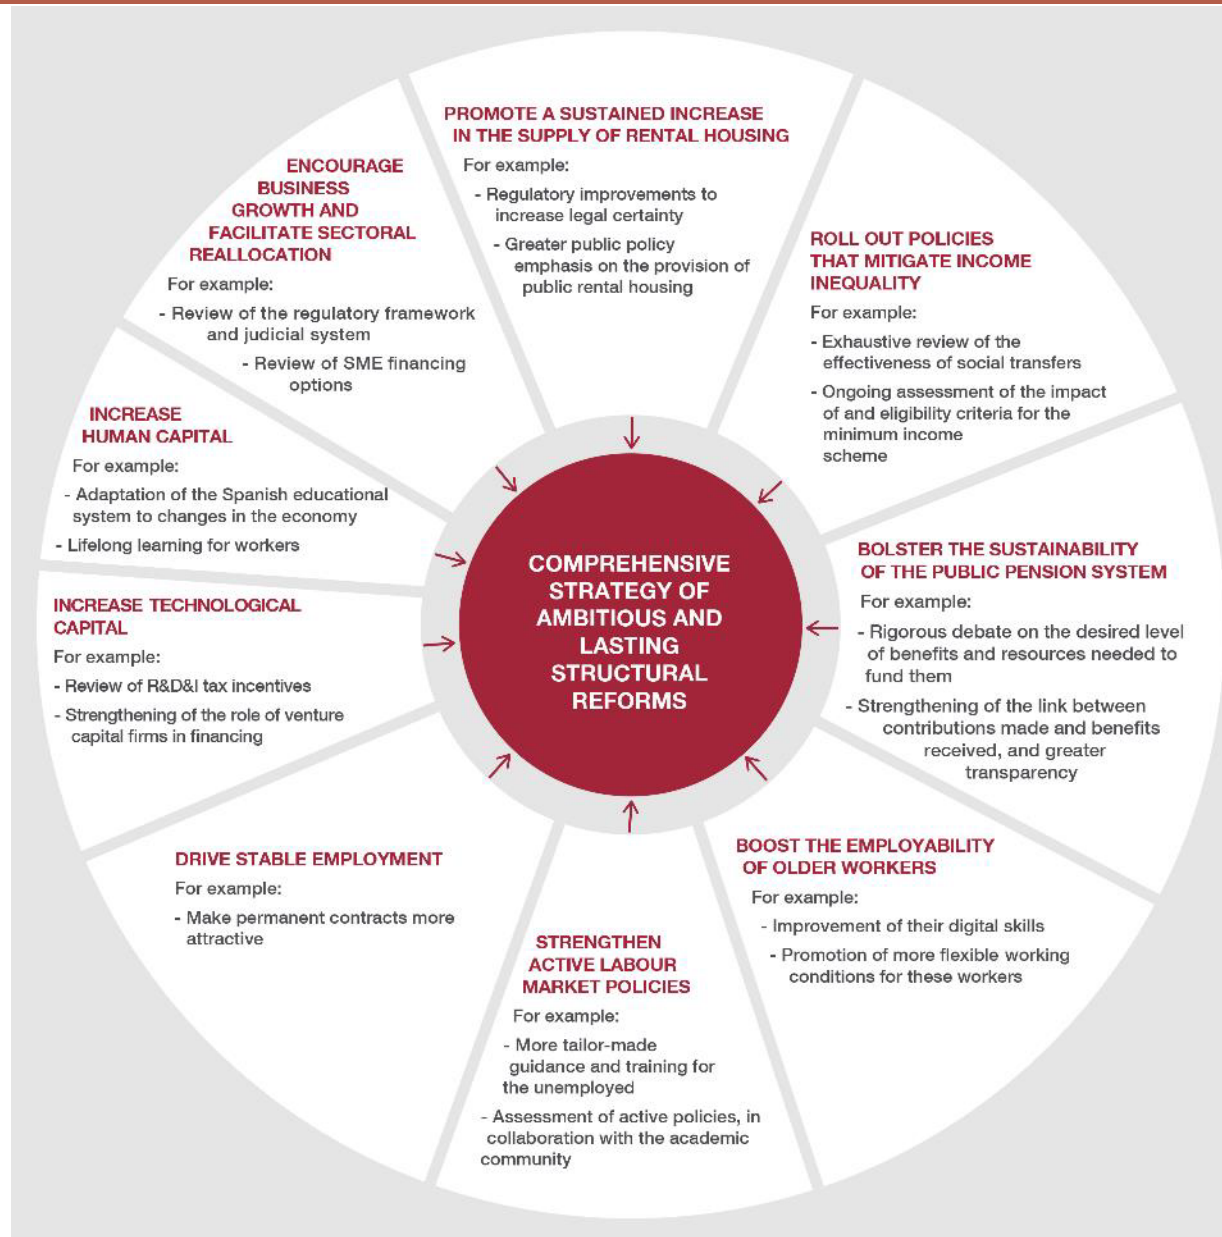 PROMOTE A SUSTAINED INCREASE
IN THE SUPPLY OF RENTAL HOUSING
For example:
- Regulatory improvements to
increase legal certainty
- Greater public policy
emphasis on the provision of
public rental housing
ROLL OUT POLICIES
THAT MITIGATE INCOME
INEQUALITY
For example:
- Exhaustive review of the
effectiveness of social transfers
- Ongoing assessment of the impact
of and eligibility criteria for the
minimum income
scheme
BOLSTER THE SUSTAINABILITY
OF THE PUBLIC PENSION SYSTEM
For example:
- Rigorous debate on the desired level
of benefits and resources needed to
fund them
- Strengthening of the link between
contributions made and benefits
received, and greater
transparency
BOOST THE EMPLOYABILITY
OF OLDER WORKERS
For example:
- Improvement of their digital skills
- Promotion of more flexible working
conditions for these workers
STRENGTHEN
ACTIVE LABOUR
MARKET POLICIES
For example:
- More tailor-made
guidance and training for
the unemployed
- Assessment of active policies, in
collaboration with the academic
community
DRIVE STABLE EMPLOYMENT
For example:
- Make permanent contracts more
attractive
INCREASE TECHNOLOGICAL
CAPITAL
For example:
- Review of R&D&I tax incentives
- Strengthening of the role of venture
capital firms in financing
INCREASE
HUMAN CAPITAL
For example:
- Adaptation of the Spanish educational
system to changes in the economy
- Lifelong learning for workers
ENCOURAGE
BUSINESS
GROWTH AND
FACILITATE SECTORAL
REALLOCATION
For example:
- Review of the regulatory framework
and judicial system
- Review of SME financing
options
COMPREHENSIVE
STRATEGY OF
AMBITIOUS AND
LASTING
STRUCTURAL
REFORMS